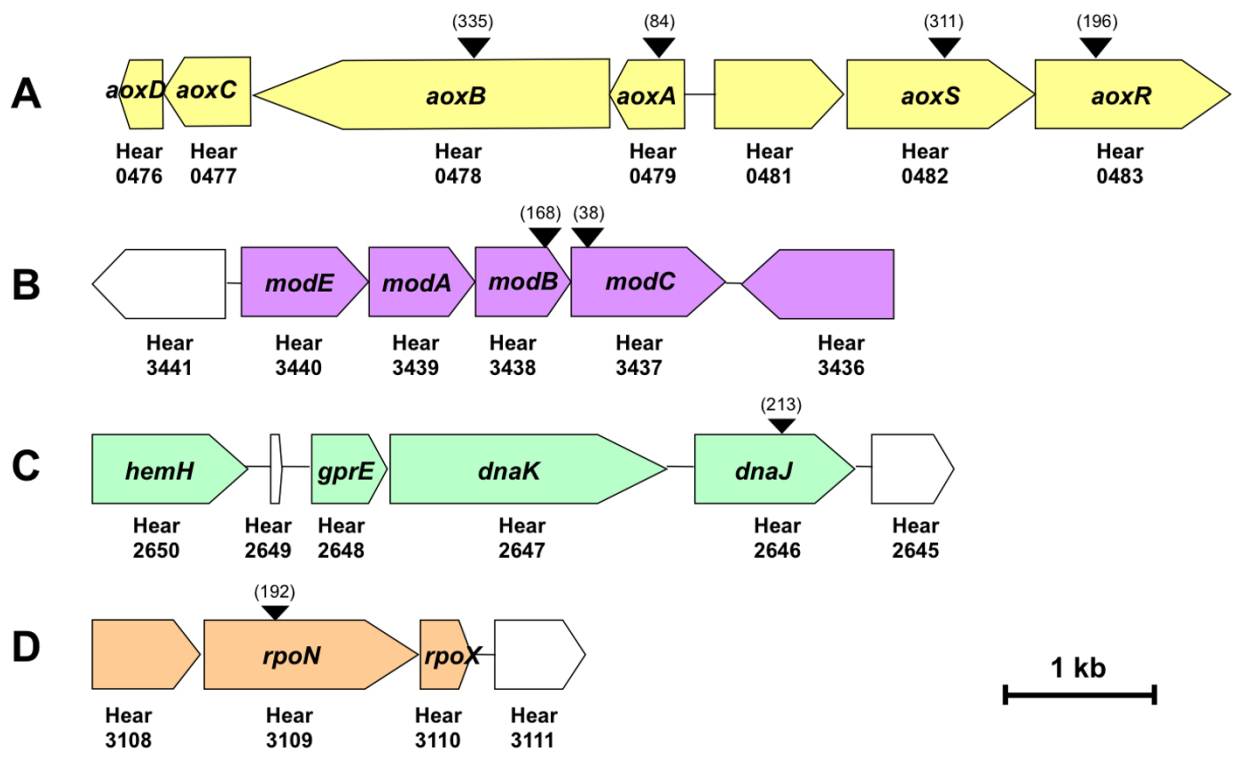 (335) (84) (311) (196)
A aoxD aoxC aoxB aoxA aoxS aoxR
Hear Hear Hear Hear Hear Hear Hear
0476 0477 0478 0479 0481 0482 0483
(168) (38)
B modE modA modB modC
Hear Hear Hear Hear Hear Hear
3441 3440 3439 3438 3437 3436
(213)
C hemH gprE dnaK dnaJ
Hear Hear Hear Hear Hear Hear
2650 2649 2648 2647 2646 2645
(192)
D rpoN rpoX 1 kb
Hear Hear Hear Hear
3108 3109 3110 3111